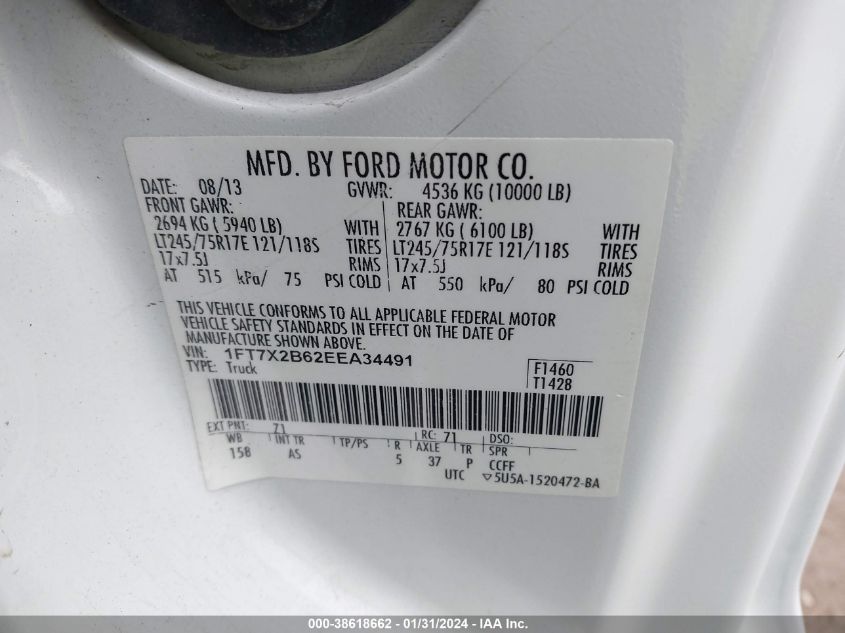 MFD. BY FORD MOTOR CO.
DATE: 08/13 GVWR: 4536 KG (10000 LB)
FRONT GAWR: REAR GAWR:
2694 KG ( 5940 LB) WITH 2767 KG ( 6100 LB) WITH
LT245/75R17E 121/118S TIRES LT245/75R17E 121/118S TIRES
17x7.5J RIMS 17x7.5J RIMS
AT 515 kPa/ 75 PSI COLD AT 550 kPa/ 80 PSI COLD
THIS VEHICLE CONFORMS TO ALL APPLICABLE FEDERAL MOTOR
VEHICLE SAFETY STANDARDS IN EFFECT ON THE DATE OF
MANUFACTURE SHOWN ABOVE.
VIN: 1FT7X2B62EEA34491 F1460
TYPE: Truck T1428
EXT PNT: 71 RC: 71 DSO:
WB INT TR TP/PS R AXLE TR SPR
158 AS 5 37 P CCFF
UTC ▽5U5A-1520472-BA
000-38618662 - 01/31/2024 - IAAI Inc.